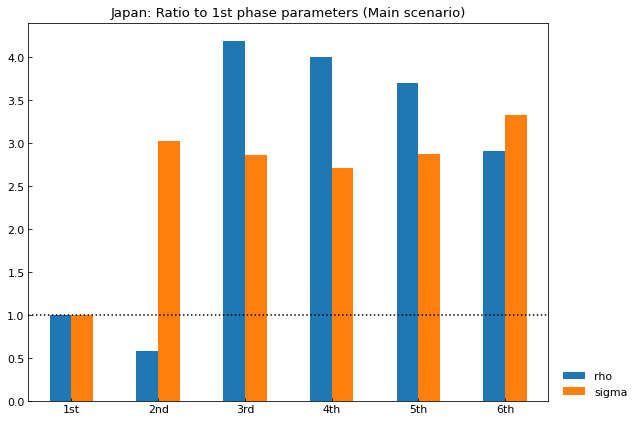 Japan: Ratio to 1st phase parameters (Main scenario)
4.0
3.5
3.0
2.5
2.0
1.5
1.0
0.5
0.0
1st 2nd 3rd 4th 5th 6th
rho
sigma